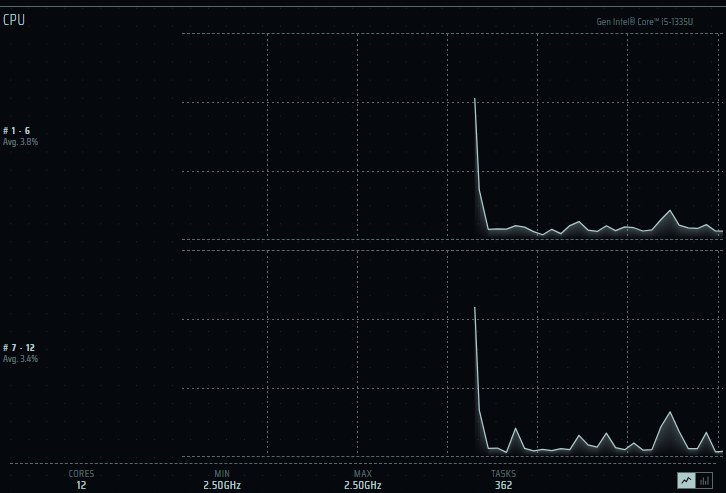 CPU
Gen Intel® Core™ i5-1335U
# 1 - 6
Avg. 3.8%
# 7 - 12
Avg. 3.4%
CORES MIN MAX TASKS
12 2.50GHz 2.50GHz 362